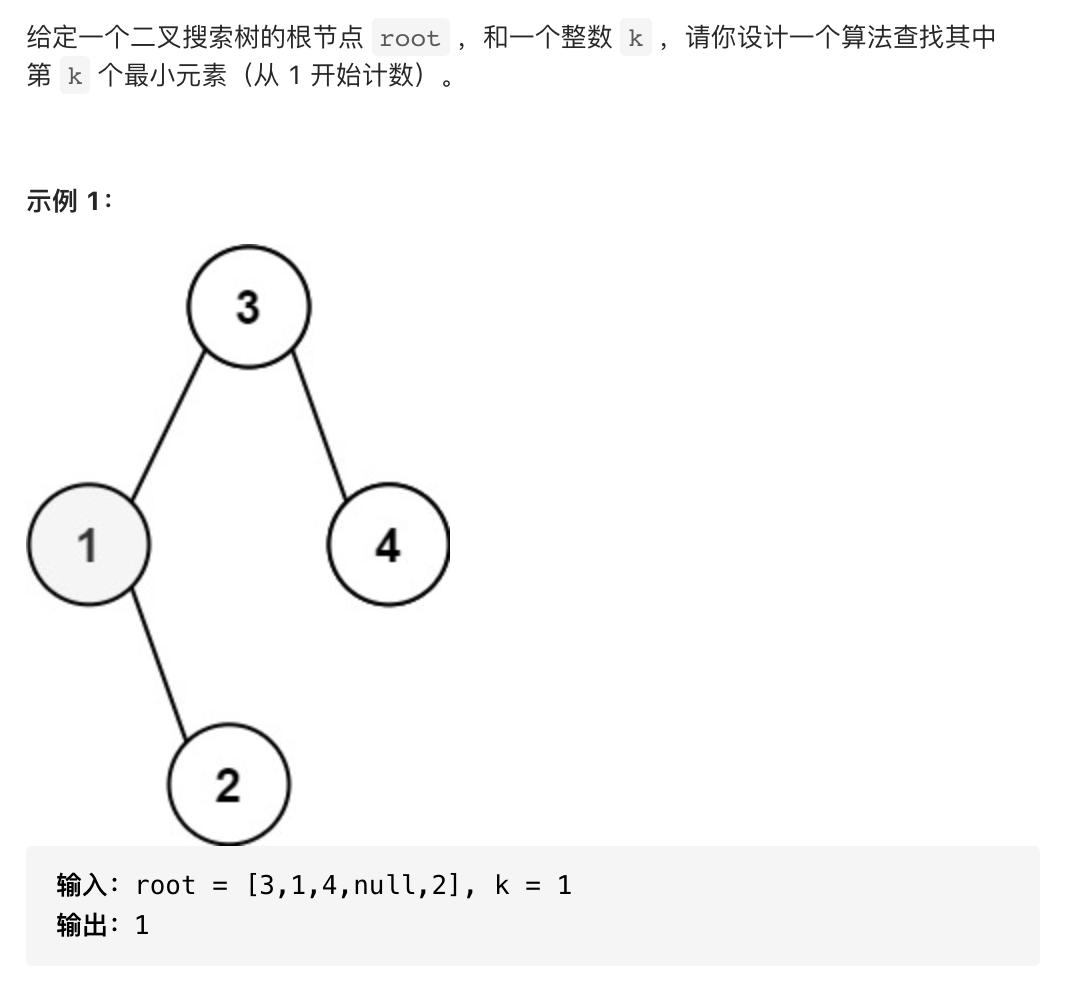 给定一个二叉搜索树的根节点 root ，和一个整数 k ，请你设计一个算法查找其中
第 k 个最小元素（从 1 开始计数）。
示例 1：
3
1
4
2
输入：root = [3,1,4,null,2], k = 1
输出：1